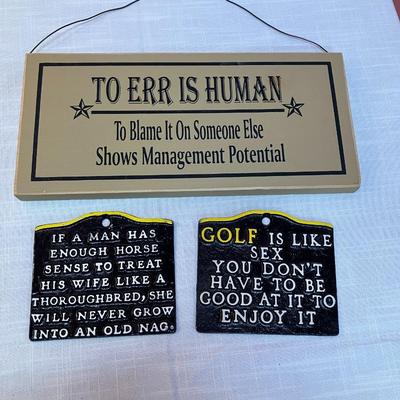 TO ERR IS HUMAN
To Blame It On Someone Else
Shows Management Potential
IF A MAN HAS
ENOUGH HORSE
SENSE TO TREAT
HIS WIFE LIKE A
THOROUGHBRED, SHE
WILL NEVER GROW
INTO AN OLD NAG.
GOLF IS LIKE
SEX
YOU DON'T
HAVE TO BE
GOOD AT IT TO
ENJOY IT